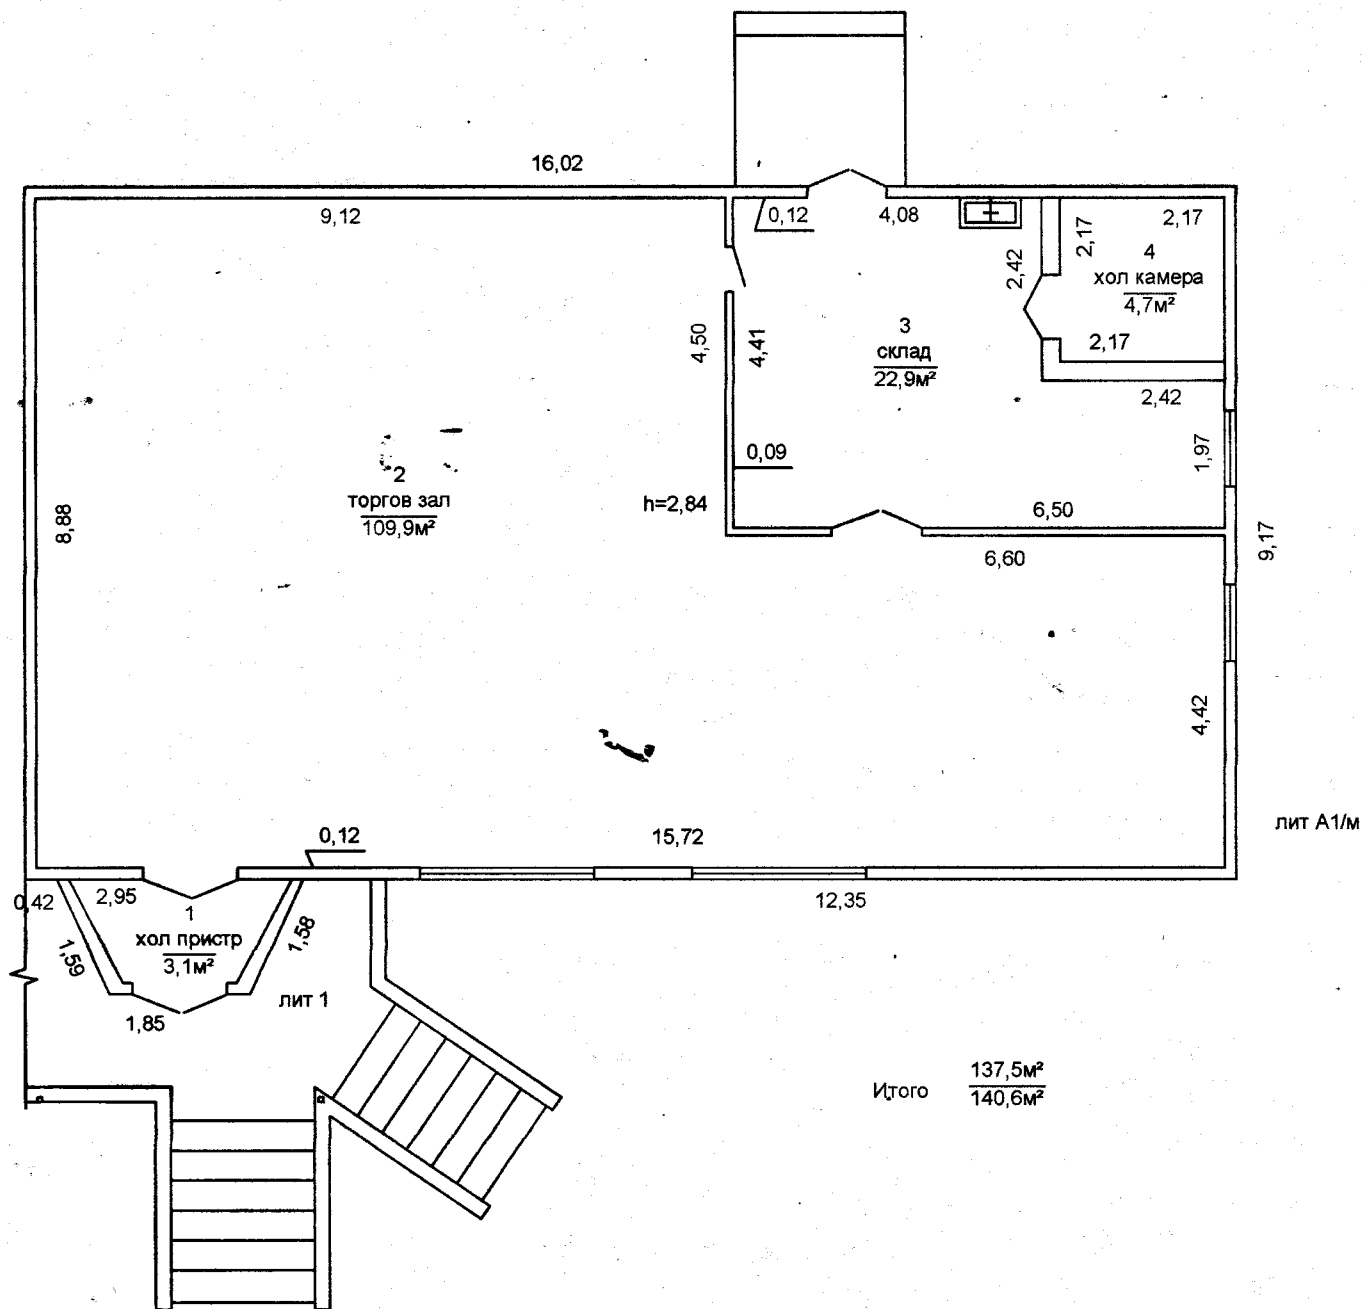 16,02
9,12
0,12
4,08
2,17
2,17
2,42
4
хол камера
4,7м²
2,17
2,42
4,50
4,41
3
склад
22,9м²
0,09
1,97
6,50
h=2,84
6,60
9,17
2
торгов зал
109,9м²
8,88
4,42
лит А1/м
0,12
15,72
12,35
0,42
2,95
1
хол пристр
3,1м²
1,59
1,58
1,85
лит 1
Итого
137,5м²
140,6м²